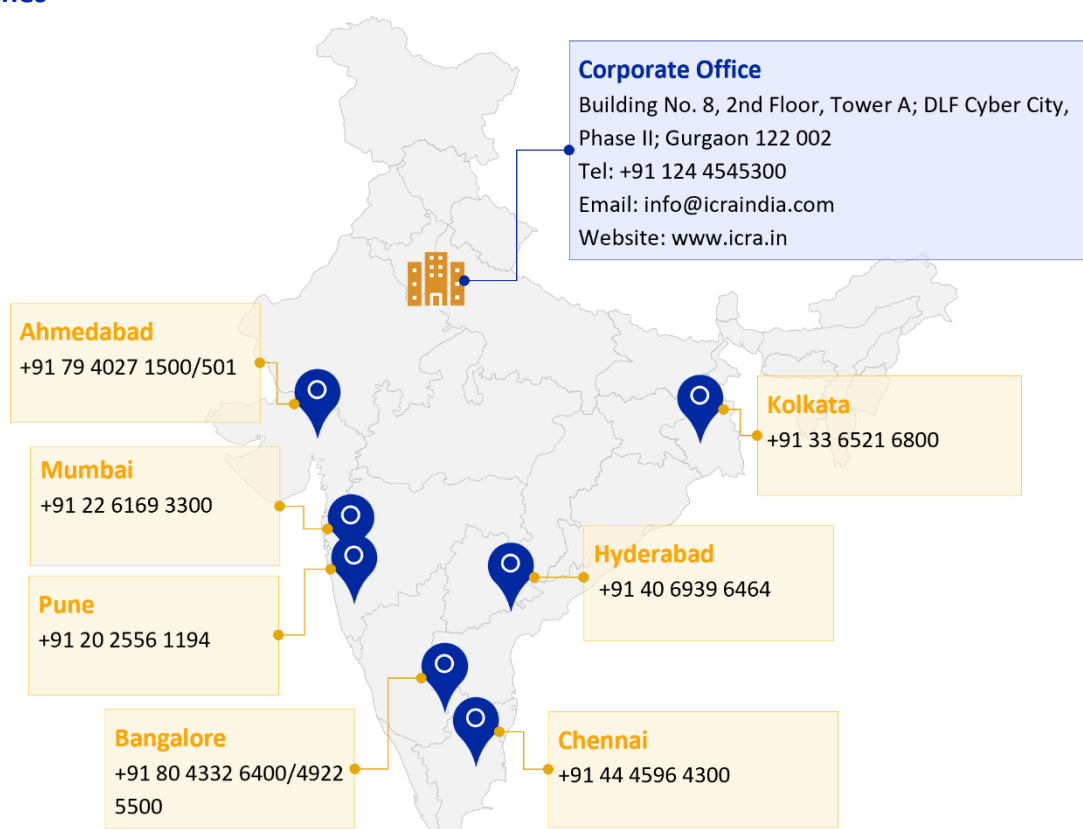 Corporate Office
Building No. 8, 2nd Floor, Tower A; DLF Cyber City,
Phase II; Gurgaon 122 002
Tel: +91 124 4545300
Email: info@icraindia.com
Website: www.icra.in
Ahmedabad
+91 79 4027 1500/501
Kolkata
+91 33 6521 6800
Mumbai
+91 22 6169 3300
Hyderabad
+91 40 6939 6464
Pune
+91 20 2556 1194
Bangalore
+91 80 4332 6400/4922
5500
Chennai
+91 44 4596 4300